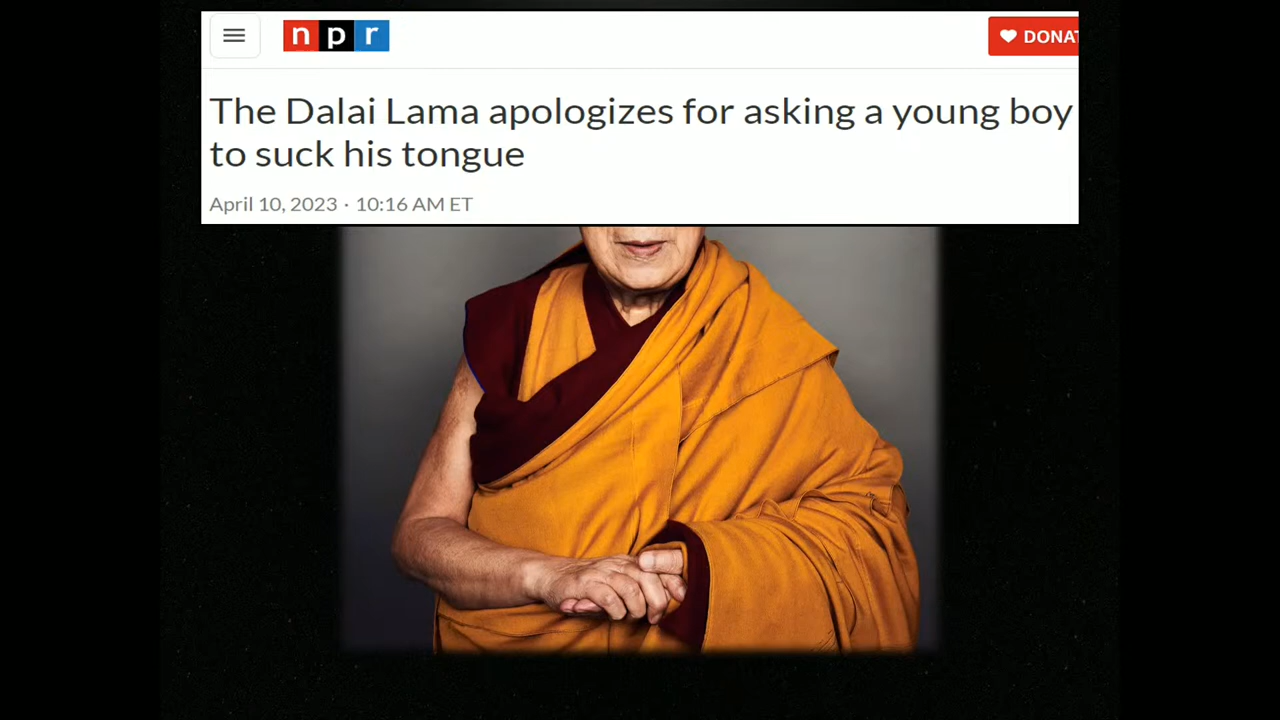 npr
DONAT
The Dalai Lama apologizes for asking a young boy
to suck his tongue
April 10, 2023 · 10:16 AM ET